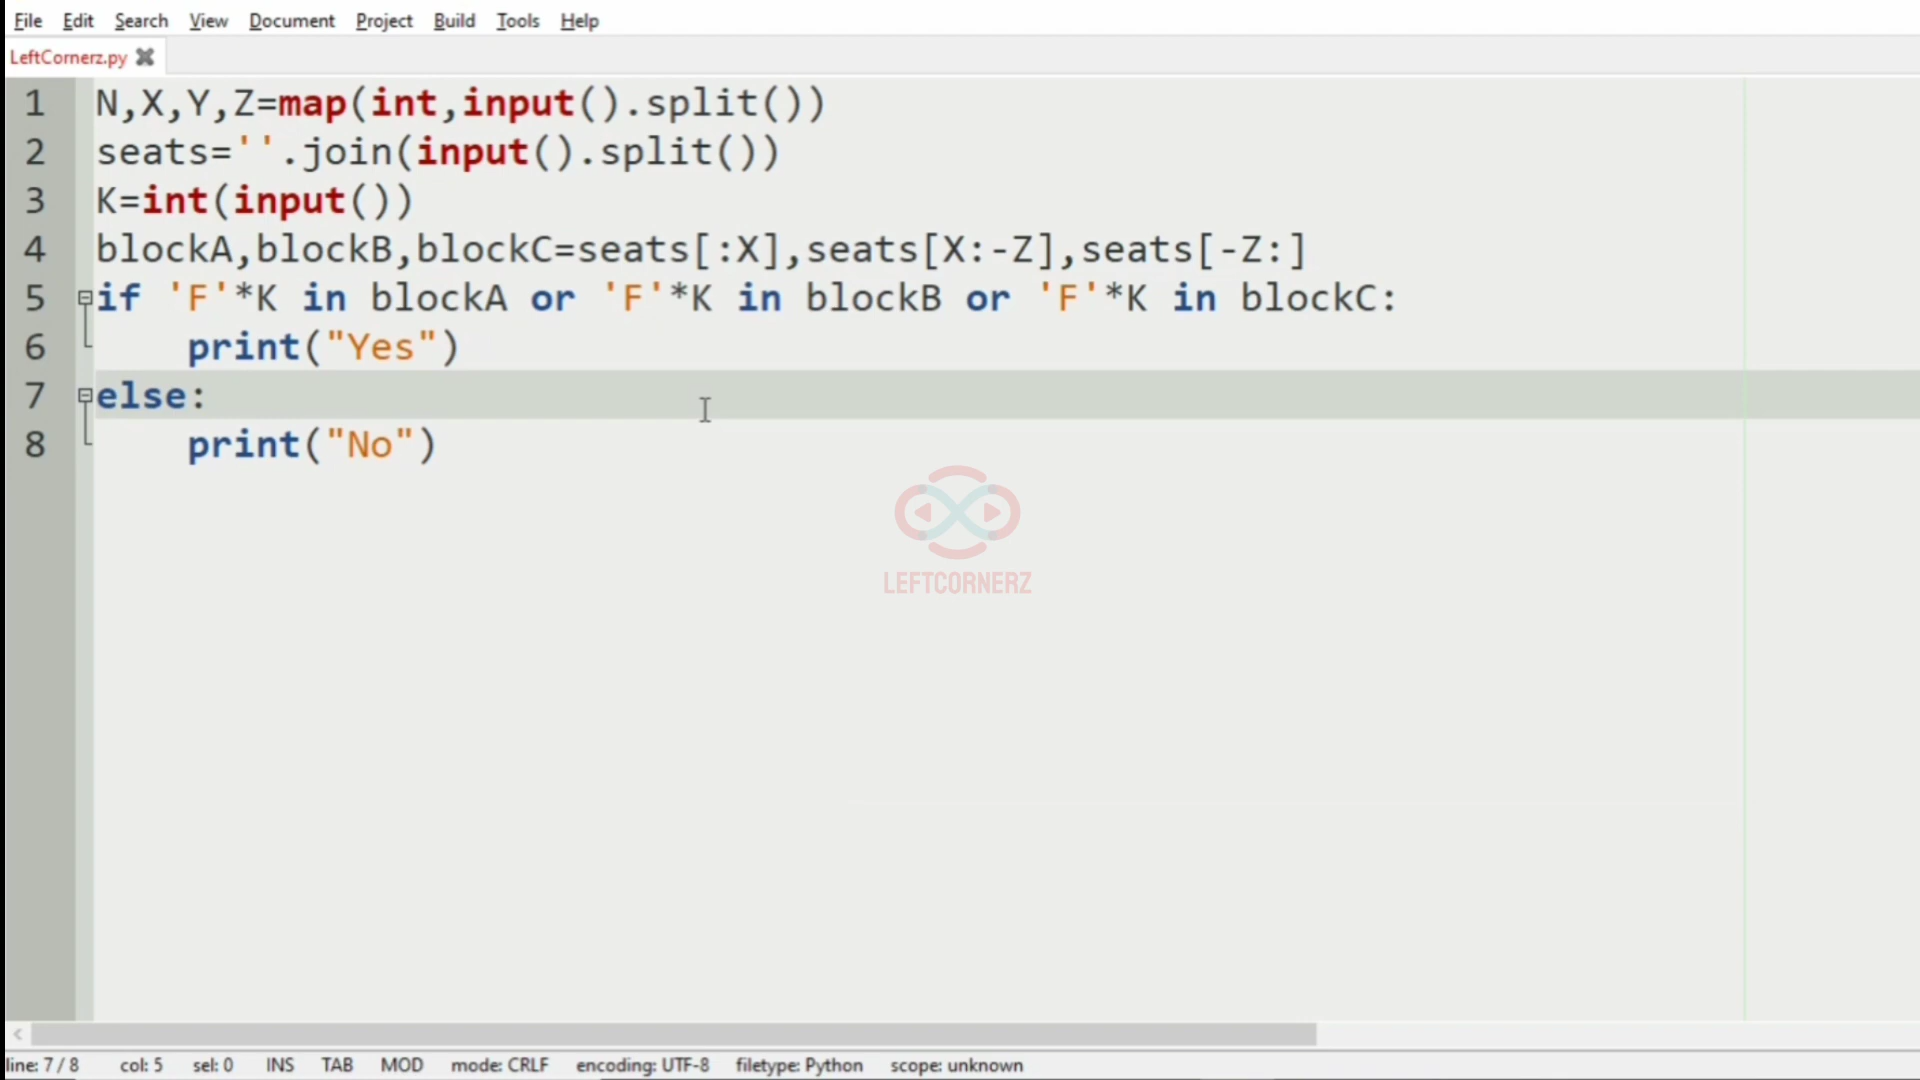 File Edit Search View Document Project Build Tools Help
LeftCornerz.py
1 N,X,Y,Z=map(int,input().split())
2 seats=''.join(input().split())
3 K=int(input())
4 blockA,blockB,blockC=seats[:X],seats[X:-Z],seats[-Z:]
5 if 'F'*K in blockA or 'F'*K in blockB or 'F'*K in blockC:
6     print("Yes")
7 else:
8     print("No")
LEFTCORNERZ
line: 7 / 8 col: 5 sel: 0 INS TAB MOD mode: CRLF encoding: UTF-8 filetype: Python scope: unknown